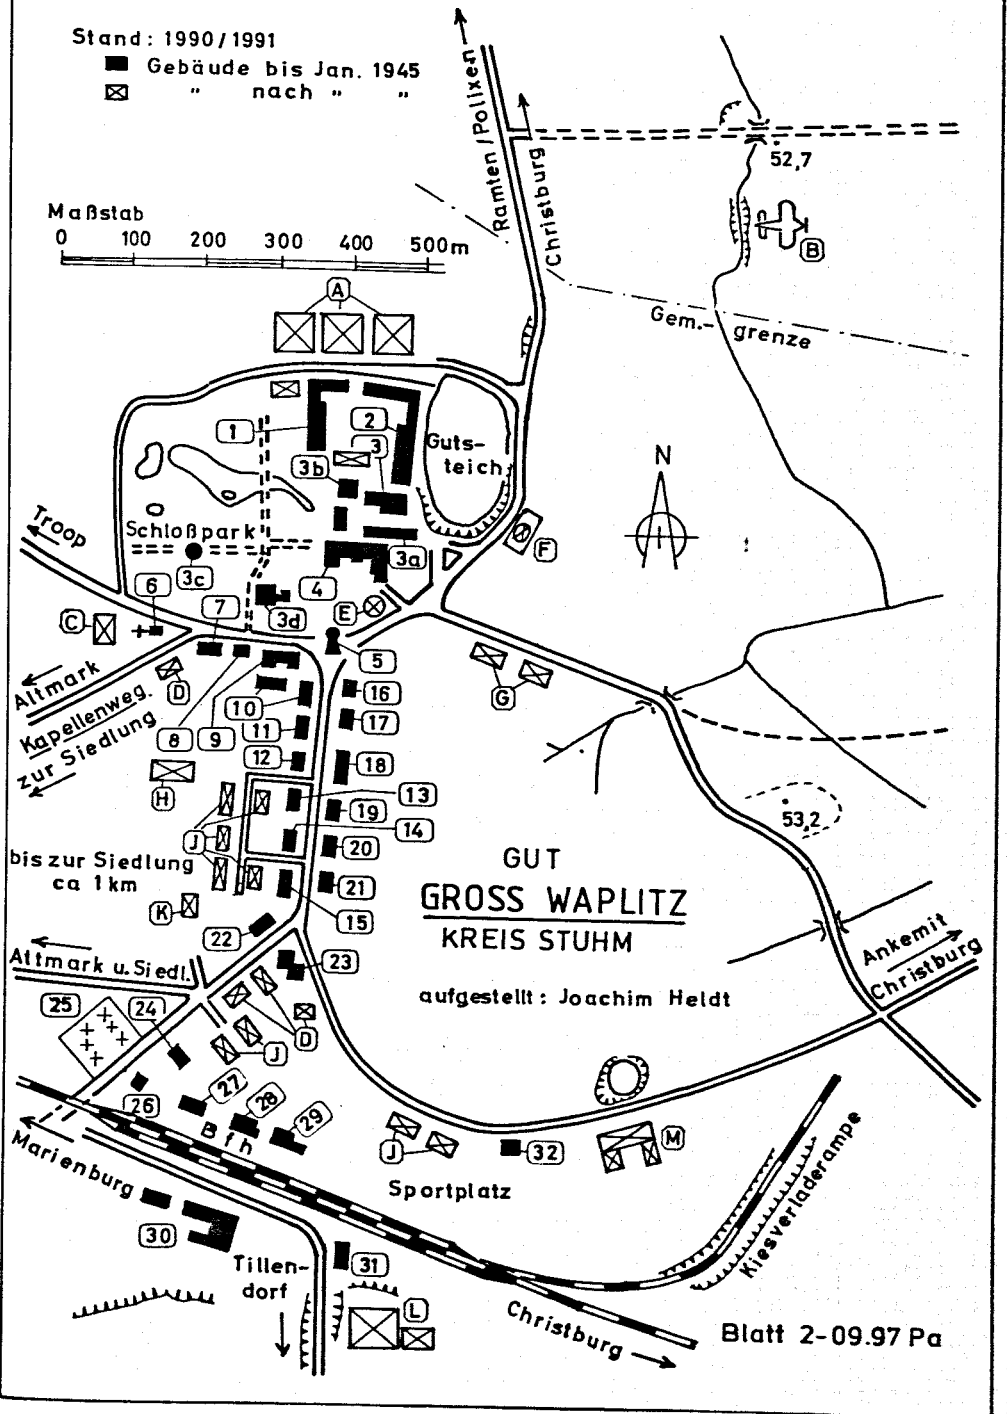 Stand: 1990/1991
Gebäude bis Jan. 1945
" nach " "
Maßstab
0 100 200 300 400 500m
Ramten/Polixen
Christburg
52,7
B
Gem.- grenze
A
1
2
3
3b
Guts-
teich
N
Troop
Schloßpark
3c
3a
4
F
6
7
3d
E
C
5
Altmark
D
G
Kapellenweg.
zur Siedlung
8
9
10
16
11
17
12
18
H
13
19
53,2
J
14
20
bis zur Siedlung
ca 1km
21
K
15
GUT
GROSS WAPLITZ
KREIS STUHM
22
23
Altmark u. Siedl.
Ankemit
Christburg
aufgestellt: Joachim Heldt
25
24
D
J
26
27
28
29
Bfh
Marienburg
J
32
M
Sportplatz
Kiesverladerampe
30
Tillen-
dorf
31
L
Christburg
Blatt 2-09.97 Pa